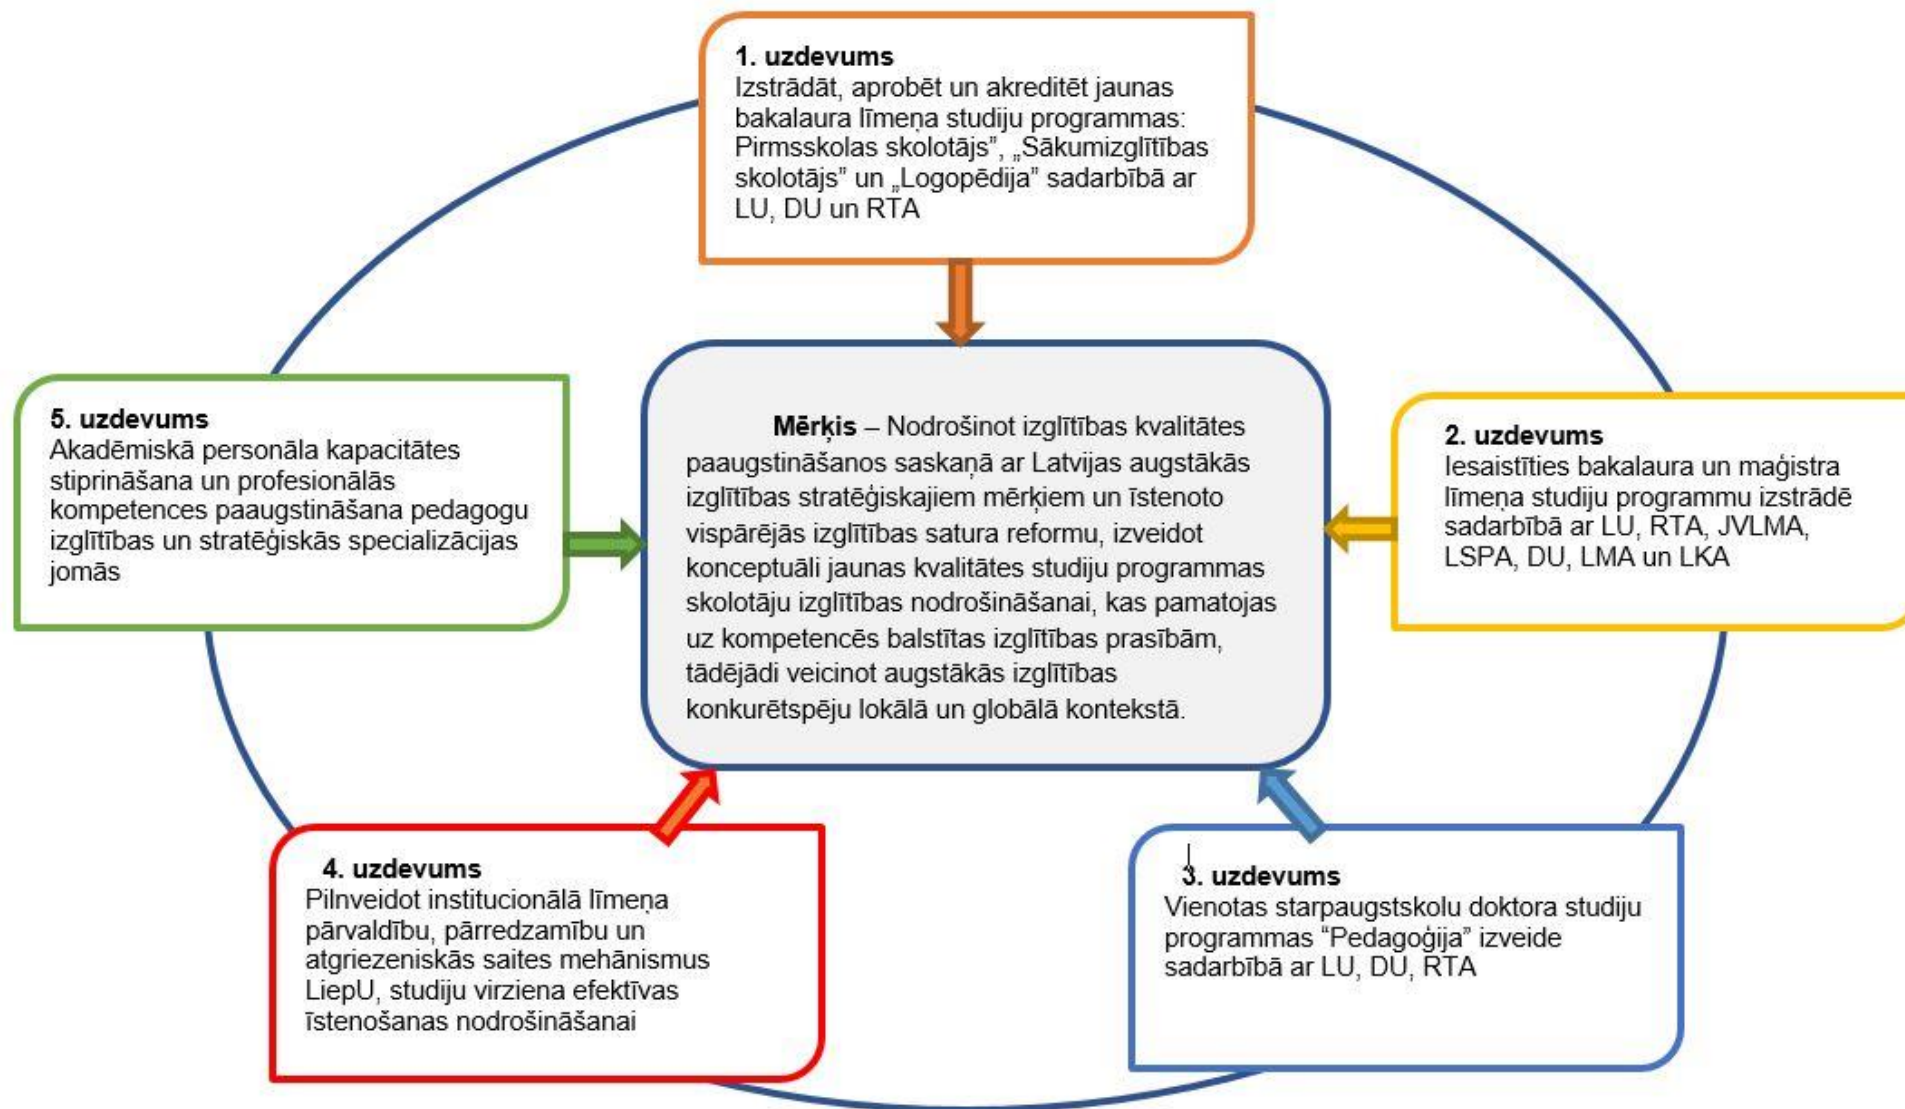 1. uzdevums
Izstrādāt, aprobēt un akreditēt jaunas
bakalaura līmeņa studiju programmas:
Pirmsskolas skolotājs”, „Sākumizglītības
skolotājs” un „Logopēdija” sadarbībā ar
LU, DU un RTA
2. uzdevums
Iesaistīties bakalaura un maģistra
līmeņa studiju programmu izstrādē
sadarbībā ar LU, RTA, JVLMA,
LSPA, DU, LMA un LKA
3. uzdevums
Vienotas starpaugstskolu doktora studiju
programmas “Pedagoģija” izveide
sadarbībā ar LU, DU, RTA
4. uzdevums
Pilnveidot institucionālā līmeņa
pārvaldību, pārredzamību un
atgriezeniskās saites mehānismus
LiepU, studiju virziena efektīvas
īstenošanas nodrošināšanai
5. uzdevums
Akadēmiskā personāla kapacitātes
stiprināšana un profesionālās
kompetences paaugstināšana pedagogu
izglītības un stratēģiskās specializācijas
jomās
Mērķis – Nodrošinot izglītības kvalitātes
paaugstināšanos saskaņā ar Latvijas augstākās
izglītības stratēģiskajiem mērķiem un īstenoto
vispārējās izglītības satura reformu, izveidot
konceptuāli jaunas kvalitātes studiju programmas
skolotāju izglītības nodrošināšanai, kas pamatojas
uz kompetencēs balstītas izglītības prasībām,
tādējādi veicinot augstākās izglītības
konkurētspēju lokālā un globālā kontekstā.